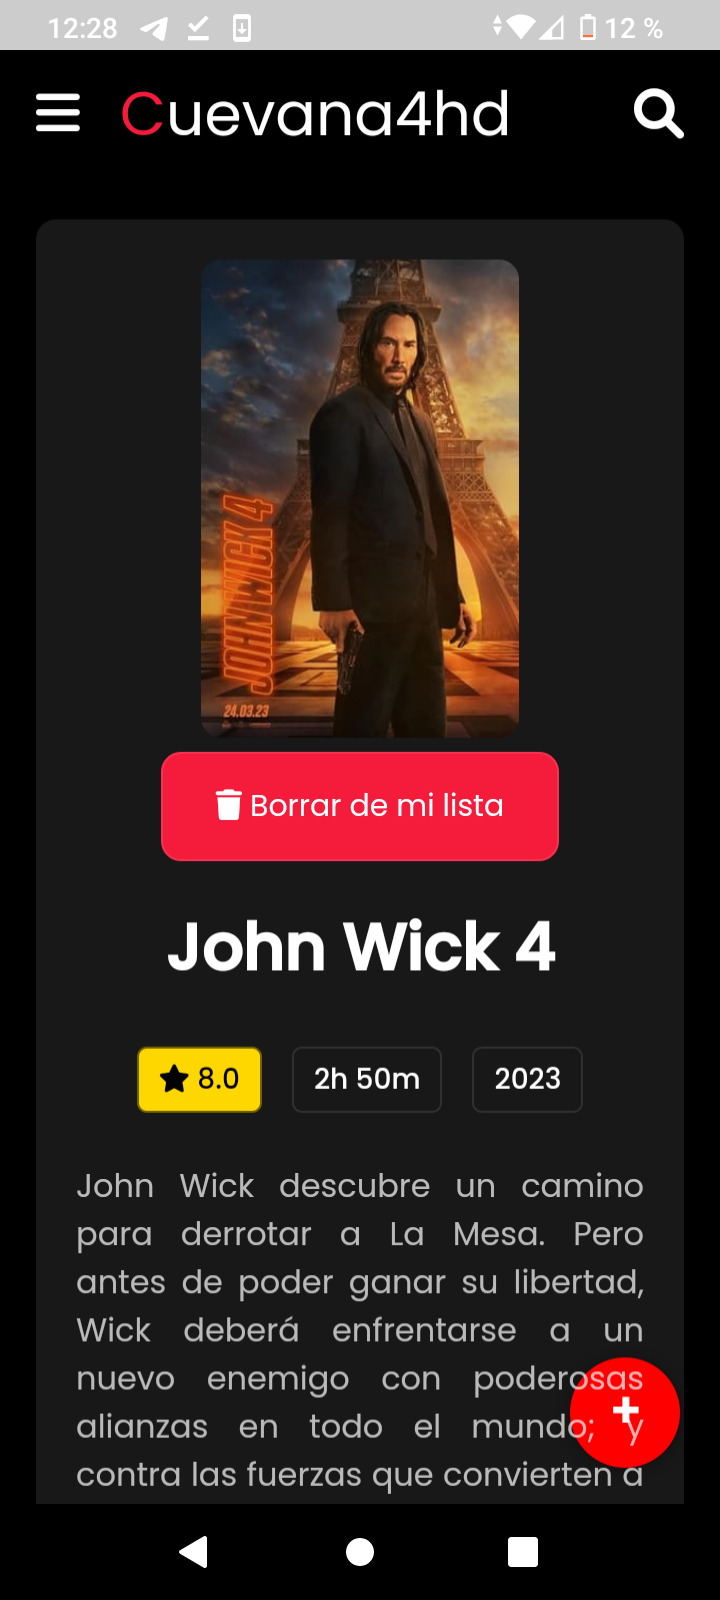 12:28
12 %
Cuevana4hd
JOHN WICK 4
24.03.23
Borrar de mi lista
John Wick 4
8.0
2h 50m
2023
John Wick descubre un camino
para derrotar a La Mesa. Pero
antes de poder ganar su libertad,
Wick deberá enfrentarse a un
nuevo enemigo con poderosas
alianzas en todo el mundo; y
contra las fuerzas que convierten a